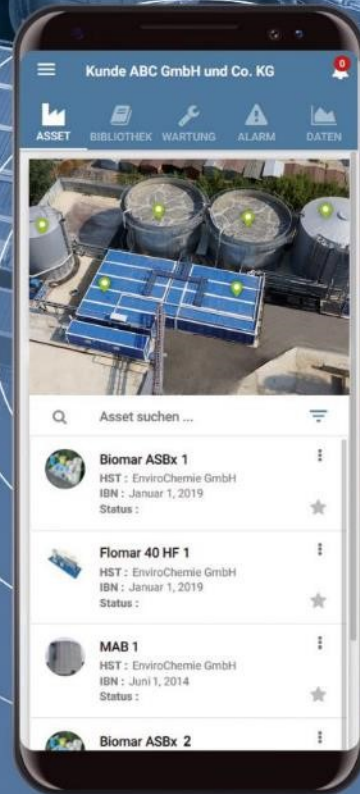 Kunde ABC GmbH und Co. KG
0
ASSET BIBLIOTHEK WARTUNG ALARM DATEN
Asset suchen ...
Biomar ASBx 1
HST : EnviroChemie GmbH
IBN : Januar 1, 2019
Status :
Flomar 40 HF 1
HST : EnviroChemie GmbH
IBN : Januar 1, 2019
Status :
MAB 1
HST : EnviroChemie GmbH
IBN : Juni 1, 2014
Status :
Biomar ASBx 2